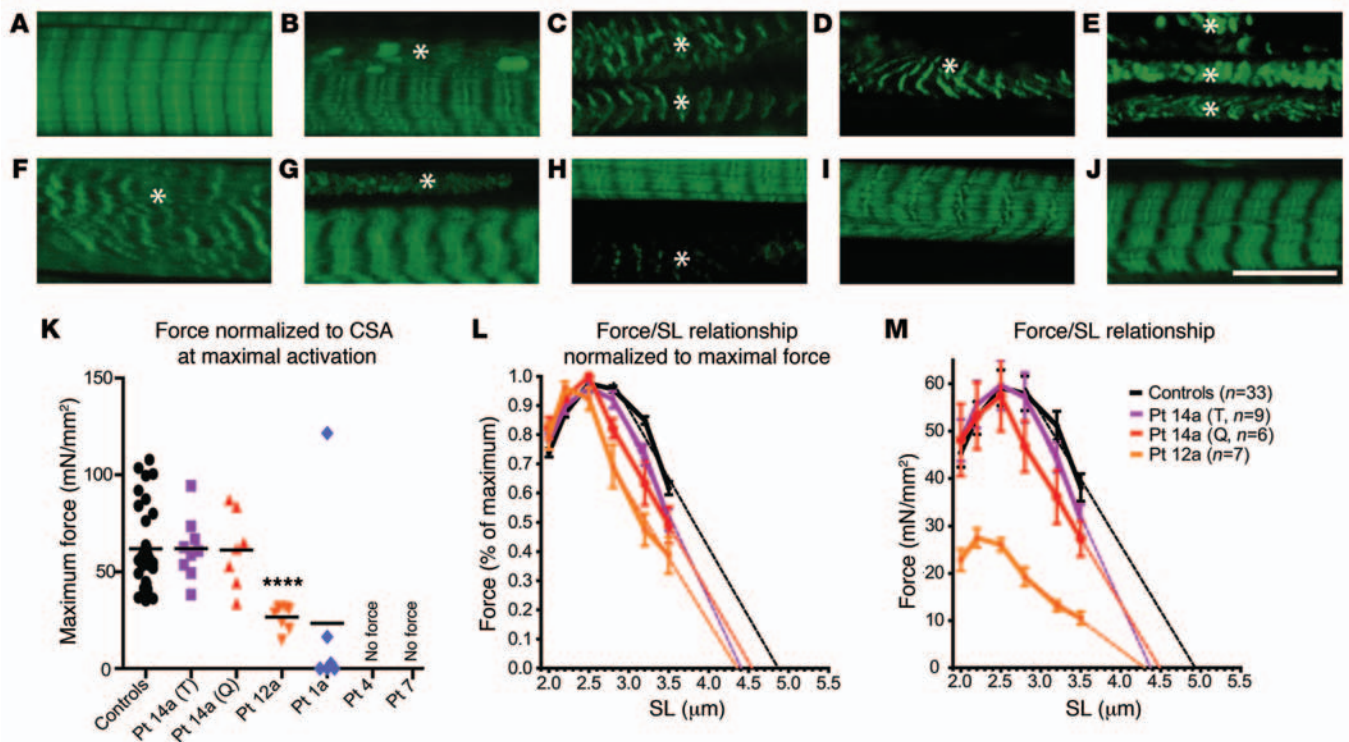 A
B
*
C
*
*
D
*
E
*
*
F
*
G
*
H
*
I
J
K
Force normalized to CSA
at maximal activation
Maximum force (mN/mm²)
150
100
50
0
****
No force
No force
Controls
Pt 14a (T)
Pt 14a (Q)
Pt 12a
Pt 1a
Pt 4
Pt 7
L
Force/SL relationship
normalized to maximal force
Force (% of maximum)
1.0
0.9
0.8
0.7
0.6
0.5
0.4
0.3
0.2
0.1
0.0
2.0 2.5 3.0 3.5 4.0 4.5 5.0 5.5
SL (μm)
M
Force/SL relationship
Force (mN/mm²)
60
50
40
30
20
10
0
2.0 2.5 3.0 3.5 4.0 4.5 5.0 5.5
SL (μm)
Controls (n=33)
Pt 14a (T, n=9)
Pt 14a (Q, n=6)
Pt 12a (n=7)